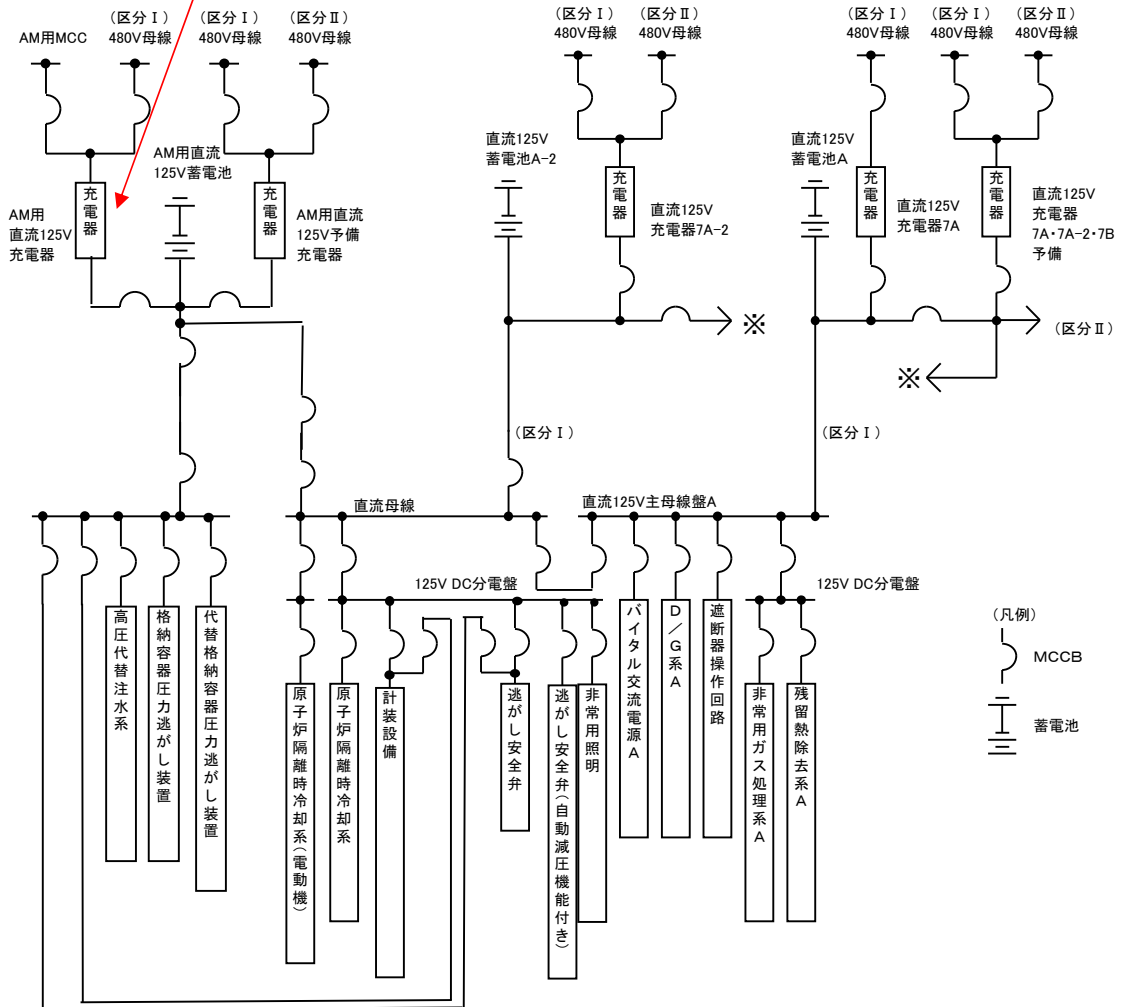 (区分Ⅰ)
(区分Ⅰ)
(区分Ⅱ)
AM用MCC
480V母線
480V母線
480V母線
(区分Ⅰ)
(区分Ⅱ)
480V母線
480V母線
(区分Ⅰ)
(区分Ⅰ)
(区分Ⅱ)
480V母線
480V母線
480V母線
AM用直流
125V蓄電池
直流125V
蓄電池A-2
直流125V
蓄電池A
充電器
充電器
充電器
充電器
充電器
AM用
直流125V
充電器
AM用直流
125V予備
充電器
直流125V
充電器7A-2
直流125V
充電器7A
直流125V
充電器
7A・7A-2・7B
予備
※
(区分Ⅱ)
※
(区分Ⅰ)
(区分Ⅰ)
直流母線
直流125V主母線盤A
125V DC分電盤
125V DC分電盤
高圧代替注水系
格納容器圧力逃がし装置
代替格納容器圧力逃がし装置
原子炉隔離時冷却系(電動機)
原子炉隔離時冷却系
計装設備
逃がし安全弁
逃がし安全弁(自動減圧機能付き)
非常用照明
バイタル交流電源A
D/G系A
遮断器操作回路
非常用ガス処理系A
残留熱除去系A
(凡例)
MCCB
蓄電池